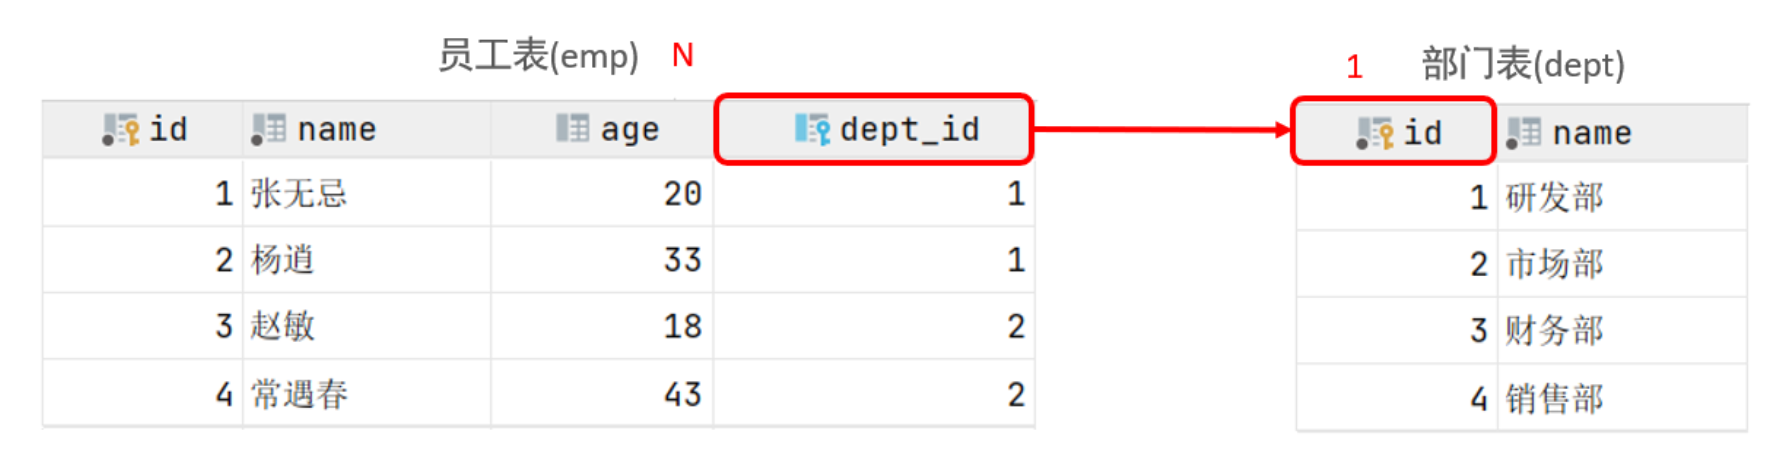 员工表(emp) N
1 部门表(dept)
id name age dept_id
1 张无忌 20 1
2 杨逍 33 1
3 赵敏 18 2
4 常遇春 43 2
id name
1 研发部
2 市场部
3 财务部
4 销售部